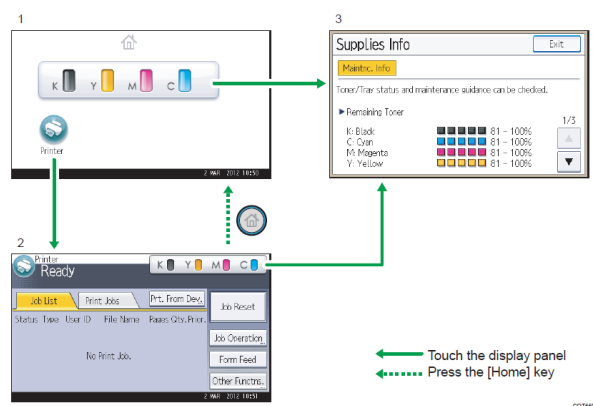 1
K Y M C
Printer
2 MAR 2012 10:50
3
Supplies Info
Exit
Maintnc. Info
Toner/Tray status and maintenance guidance can be checked.
▶Remaining Toner
K: Black 81 - 100%
C: Cyan 81 - 100%
M: Magenta 81 - 100%
Y: Yellow 81 - 100%
1/3
▲
▼
2
Printer
Ready
K Y M C
Job List
Print Jobs
Prt. From Dev.
Job Reset
Status Type User ID File Name Pages Qty. Prior.
No Print Job.
Job Operation
Form Feed
Other Functns.
2 MAR 2012 10:51
Touch the display panel
Press the [Home] key